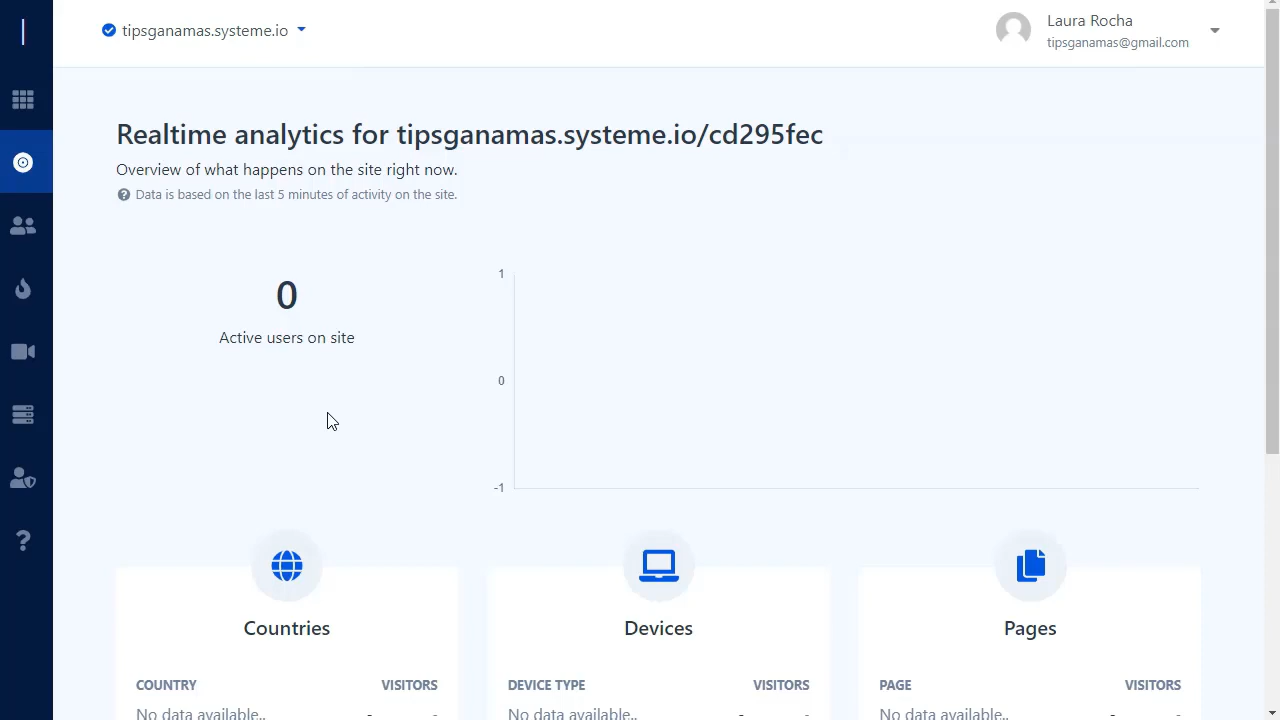 tipsganamas.systeme.io
Laura Rocha
tipsganamas@gmail.com
Realtime analytics for tipsganamas.systeme.io/cd295fec
Overview of what happens on the site right now.
Data is based on the last 5 minutes of activity on the site.
0
Active users on site
1
0
-1
Countries
COUNTRY VISITORS
No data available.. - -
Devices
DEVICE TYPE VISITORS
No data available.. - -
Pages
PAGE VISITORS
No data available.. - -